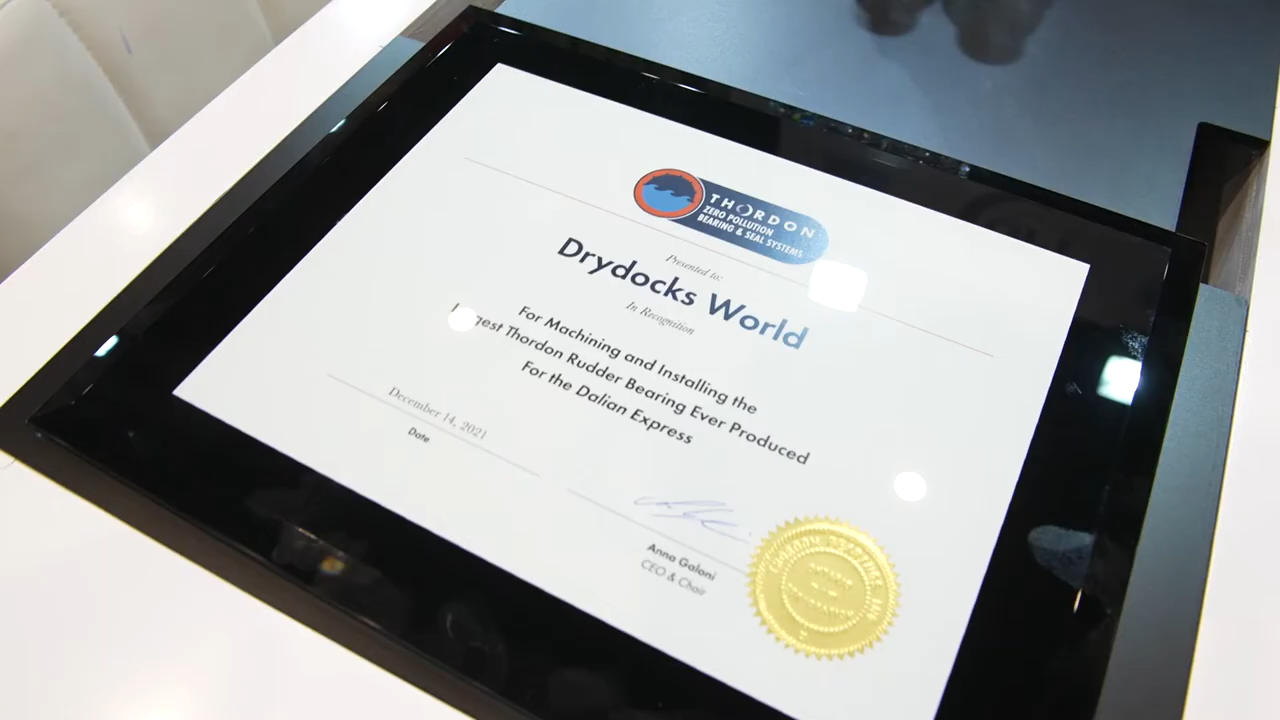 THORDON
ZERO POLLUTION
BEARING & SEAL SYSTEMS
Presented to:
Drydocks World
In Recognition
For Machining and Installing the
Largest Thordon Rudder Bearing Ever Produced
For the Dalian Express
December 14, 2021
Date
Anna Galoni
CEO & Chair